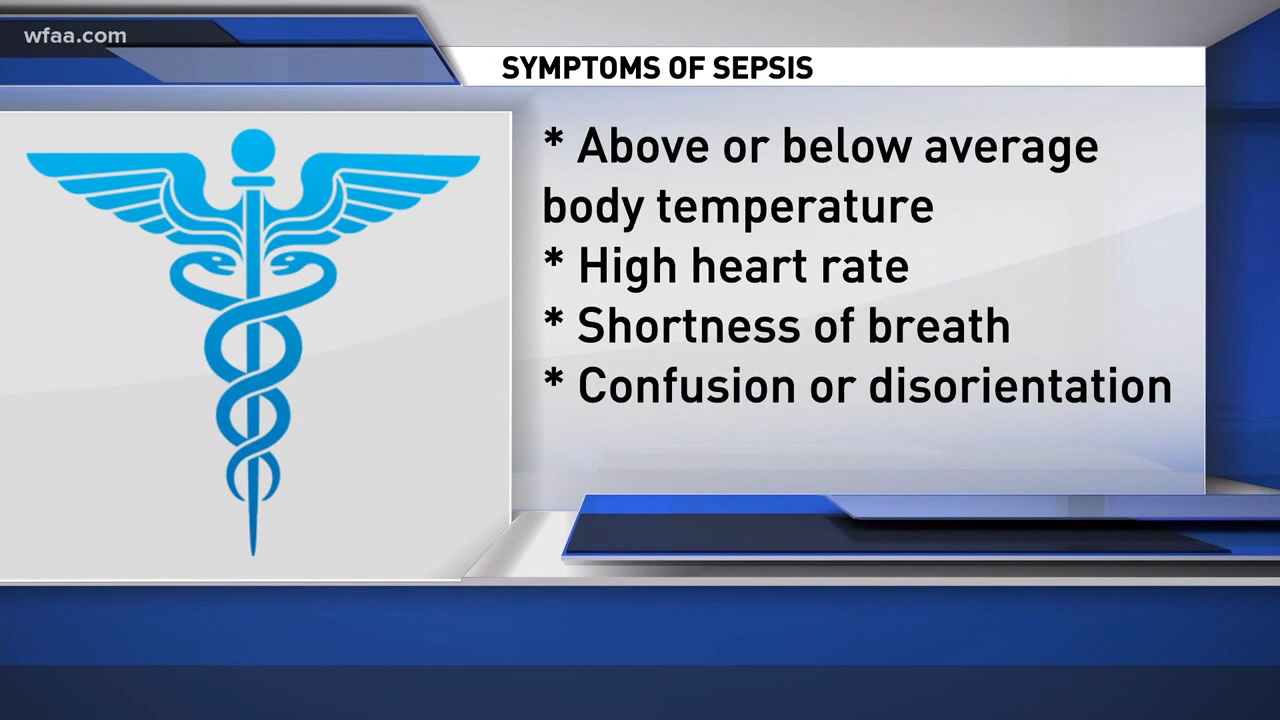 wfaa.com
SYMPTOMS OF SEPSIS
* Above or below average
body temperature
* High heart rate
* Shortness of breath
* Confusion or disorientation